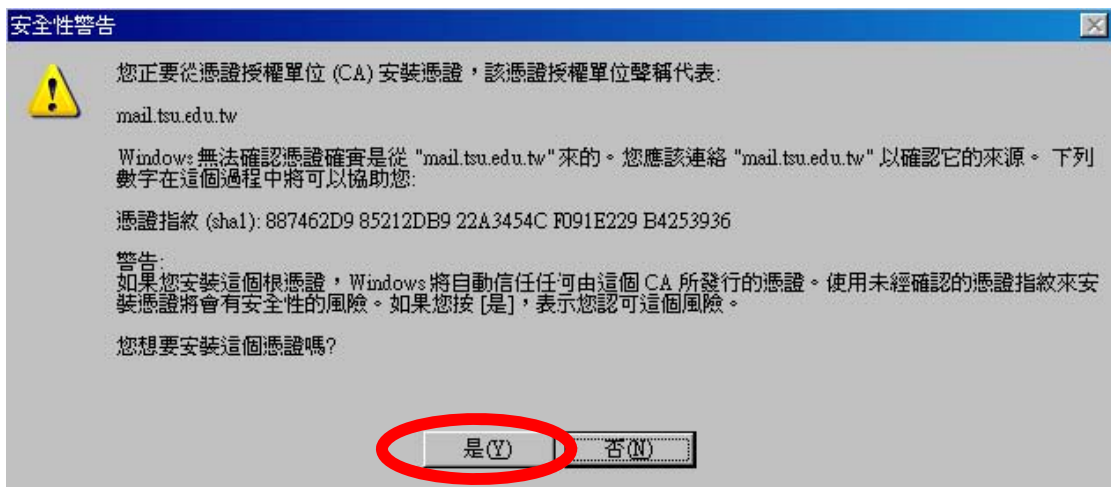 安全性警告
您正要從憑證授權單位 (CA) 安裝憑證，該憑證授權單位聲稱代表:
mail.tsu.edu.tw
Windows 無法確認憑證確實是從 "mail.tsu.edu.tw" 來的。您應該連絡 "mail.tsu.edu.tw" 以確認它的來源。 下列
數字在這個過程中將可以協助您:
憑證指紋 (sha1): 887462D9 85212DB9 22A3454C F091E229 B4253936
警告:
如果您安裝這個根憑證，Windows 將自動信任任何由這個 CA 所發行的憑證。使用未經確認的憑證指紋來安
裝憑證將會有安全性的風險。如果您按 [是]，表示您認可這個風險。
您想要安裝這個憑證嗎?
是(Y) 否(N)